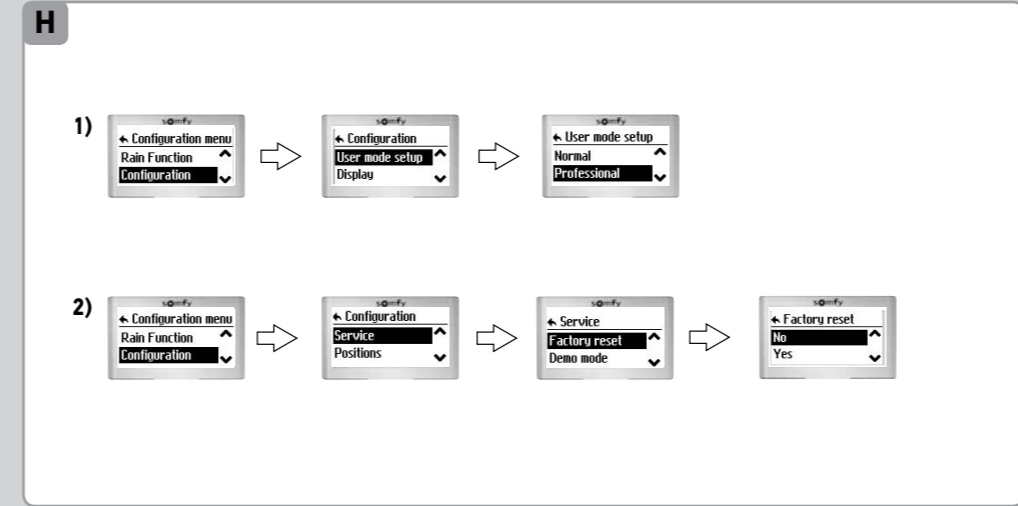 H
1)
somfy
Configuration menu
Rain Function
Configuration
somfy
Configuration
User mode setup
Display
somfy
User mode setup
Normal
Professional
2)
somfy
Configuration menu
Rain Function
Configuration
somfy
Configuration
Service
Positions
somfy
Service
Factory reset
Demo mode
somfy
Factory reset
No
Yes